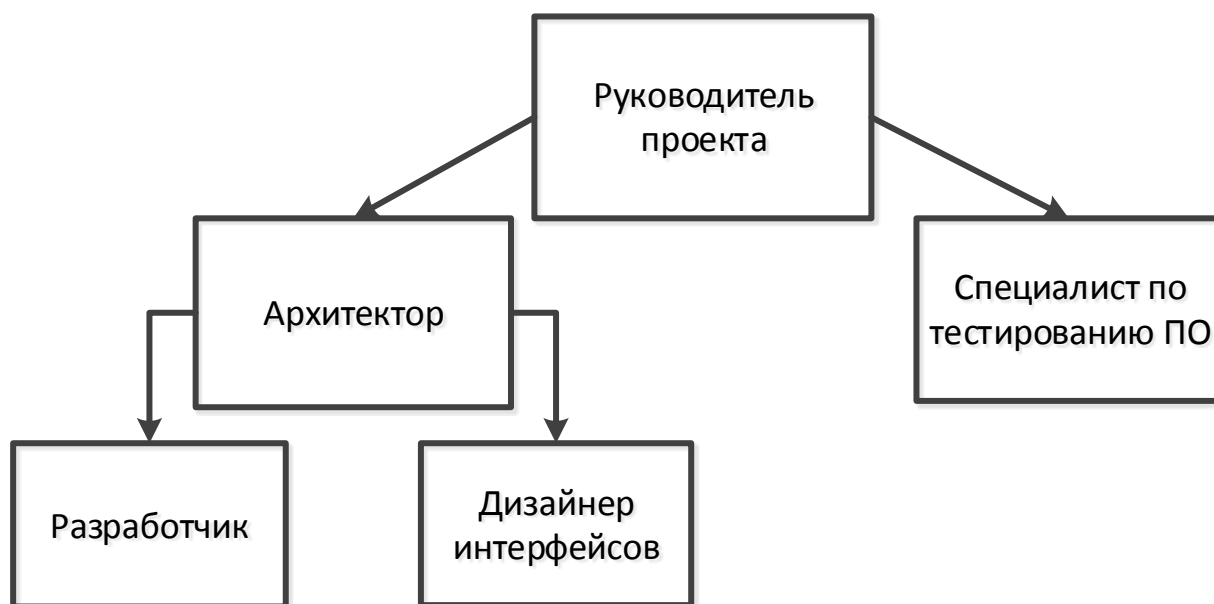 Руководитель
проекта
Архитектор
Специалист по
тестированию ПО
Разработчик
Дизайнер
интерфейсов